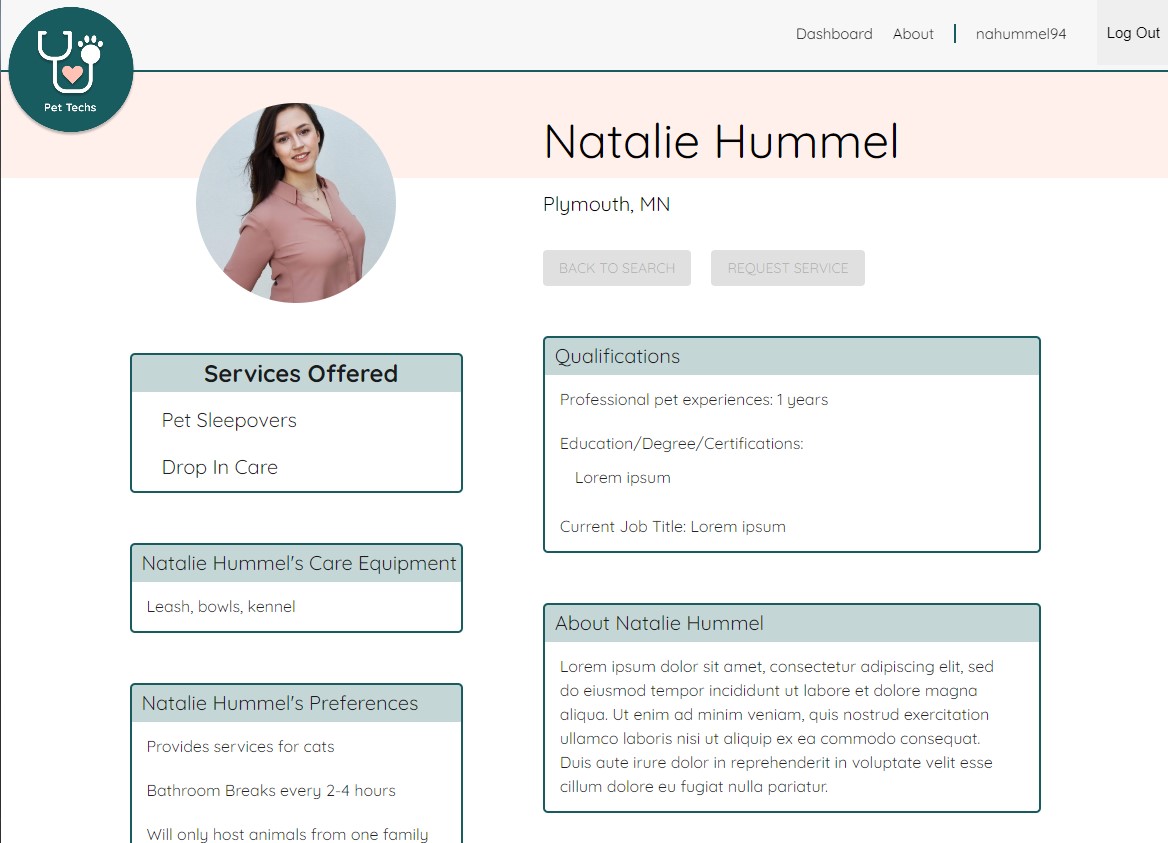 Pet Techs
Dashboard
About
nahummel94
Log Out
Natalie Hummel
Plymouth, MN
BACK TO SEARCH
REQUEST SERVICE
Services Offered
Pet Sleepovers
Drop In Care
Natalie Hummel's Care Equipment
Leash, bowls, kennel
Natalie Hummel's Preferences
Provides services for cats
Bathroom Breaks every 2-4 hours
Will only host animals from one family
Qualifications
Professional pet experiences: 1 years
Education/Degree/Certifications:
Lorem ipsum
Current Job Title: Lorem ipsum
About Natalie Hummel
Lorem ipsum dolor sit amet, consectetur adipiscing elit, sed
do eiusmod tempor incididunt ut labore et dolore magna
aliqua. Ut enim ad minim veniam, quis nostrud exercitation
ullamco laboris nisi ut aliquip ex ea commodo consequat.
Duis aute irure dolor in reprehenderit in voluptate velit esse
cillum dolore eu fugiat nulla pariatur.